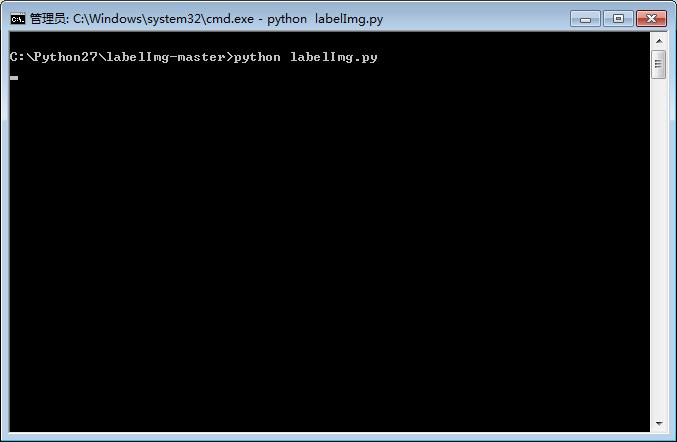 管理员: C:\Windows\system32\cmd.exe - python  labelImg.py
C:\Python27\labelImg-master>python labelImg.py